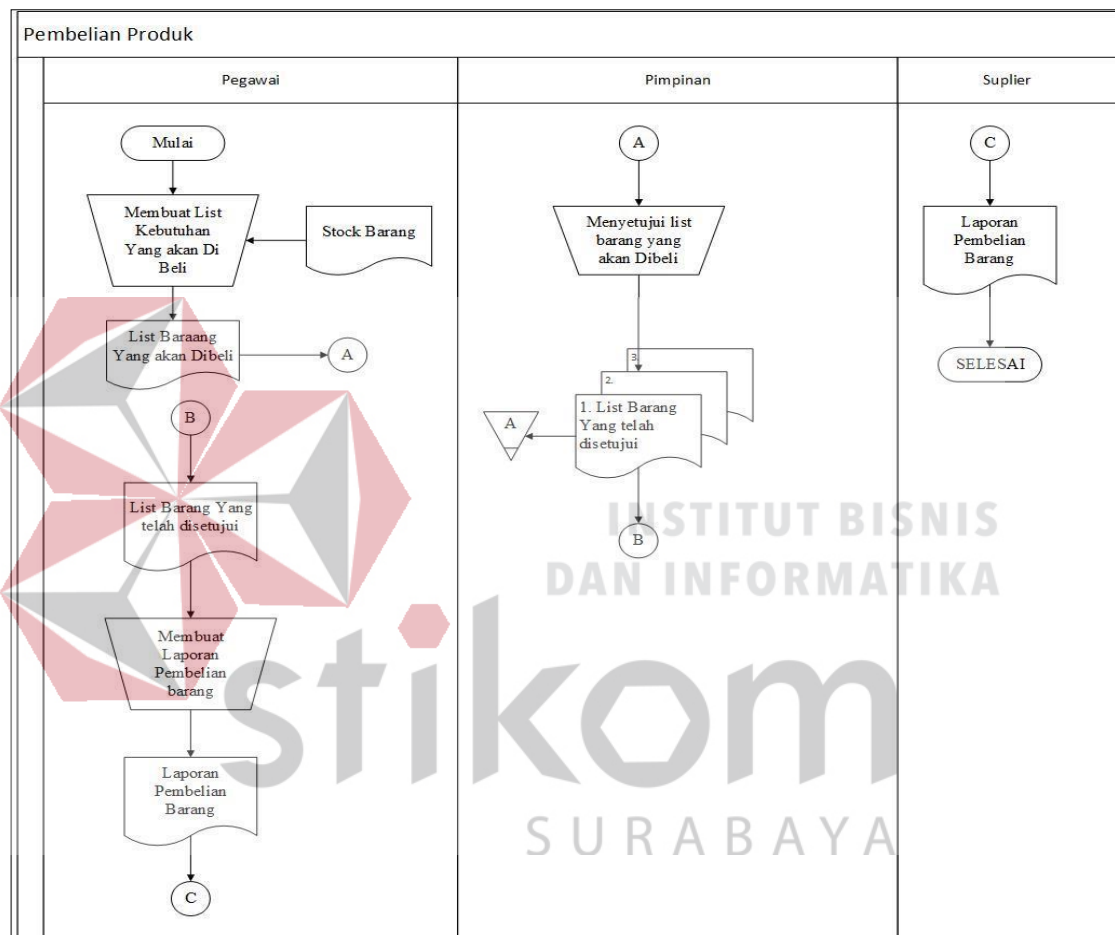 Pembelian Produk
Pegawai
Mulai
Membuat List
Kebutuhan
Yang akan Di
Beli
Stock Barang
List Baraang
Yang akan Dibeli
A
B
List Barang Yang
telah disetujui
Membuat
Laporan
Pembelian
barang
Laporan
Pembelian
Barang
C
Pimpinan
A
Menyetujui list
barang yang
akan Dibeli
3.
2.
1. List Barang
Yang telah
disetujui
A
B
Suplier
C
Laporan
Pembelian
Barang
SELESAI
INSTITUT BISNIS
DAN INFORMATIKA
stikom
SURABAYA